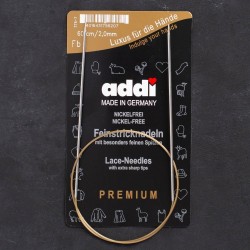 60cm/2,0mm
Luxus für die Hände
Indulge your hands
addi
MADE IN GERMANY
NICKELFREI
NICKEL-FREE
Feinstricknadeln
mit besonders feinen Spitzen
Lace-Needles
with extra sharp tips
PREMIUM